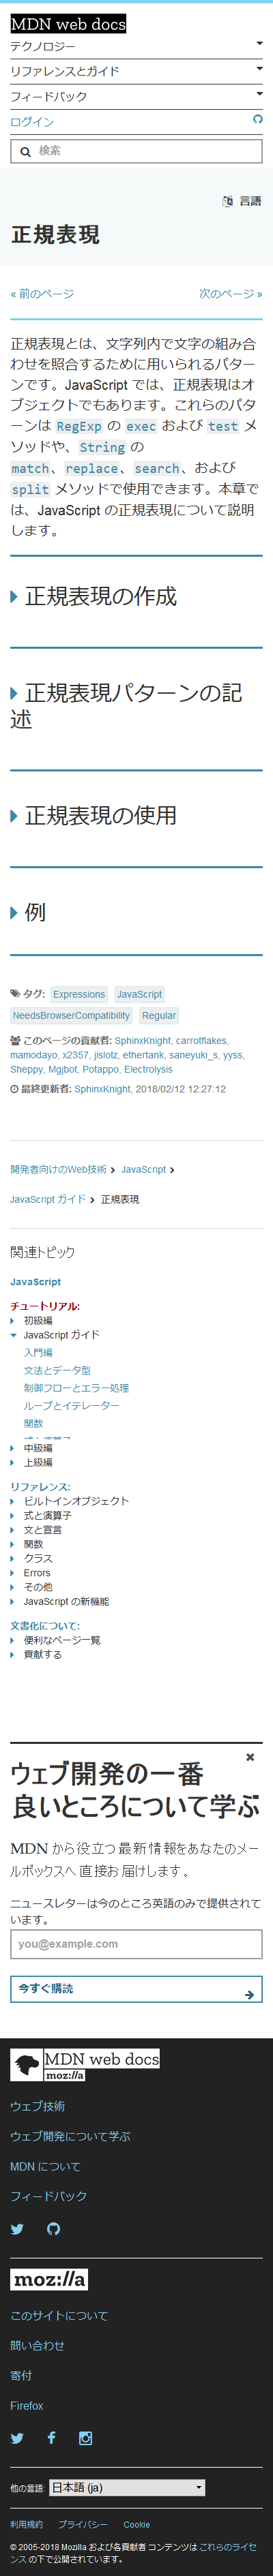 MDN web docs
テクノロジー
リファレンスとガイド
フィードバック
ログイン
検索
言語
正規表現
« 前のページ
次のページ »
正規表現とは、文字列内で文字の組み合
わせを照合するために用いられるパター
ンです。JavaScript では、正規表現はオ
ブジェクトでもあります。これらのパタ
ーンは RegExp の exec および test メ
ソッドや、String の
match、replace、search、および
split メソッドで使用できます。本章で
は、JavaScript の正規表現について説明
します。
正規表現の作成
正規表現パターンの記
述
正規表現の使用
例
タグ: Expressions JavaScript
NeedsBrowserCompatibility Regular
このページの貢献者: SphinxKnight, carrotflakes,
mamodayo, x2357, jislotz, ethertank, saneyuki_s, yyss,
Sheppy, Mgjbot, Potappo, Electrolysis
最終更新者: SphinxKnight, 2018/02/12 12:27:12
開発者向けのWeb技術 JavaScript
JavaScript ガイド 正規表現
関連トピック
JavaScript
チュートリアル:
初級編
JavaScript ガイド
入門編
文法とデータ型
制御フローとエラー処理
ループとイテレーター
関数
式と演算子
中級編
上級編
リファレンス:
ビルトインオブジェクト
式と演算子
文と宣言
関数
クラス
Errors
その他
JavaScript の新機能
文書化について:
便利なページ一覧
貢献する
ウェブ開発の一番
良いところについて学ぶ
MDN から役立つ最新情報をあなたのメー
ルボックスへ直接お届けします。
ニュースレターは今のところ英語のみで提供されて
います。
you@example.com
今すぐ購読
MDN web docs
moz://a
ウェブ技術
ウェブ開発について学ぶ
MDN について
フィードバック
moz://a
このサイトについて
問い合わせ
寄付
Firefox
他の言語: 日本語 (ja)
利用規約 プライバシー Cookie
© 2005-2018 Mozilla および各貢献者 コンテンツは これらのライセ
ンス の下で公開されています。